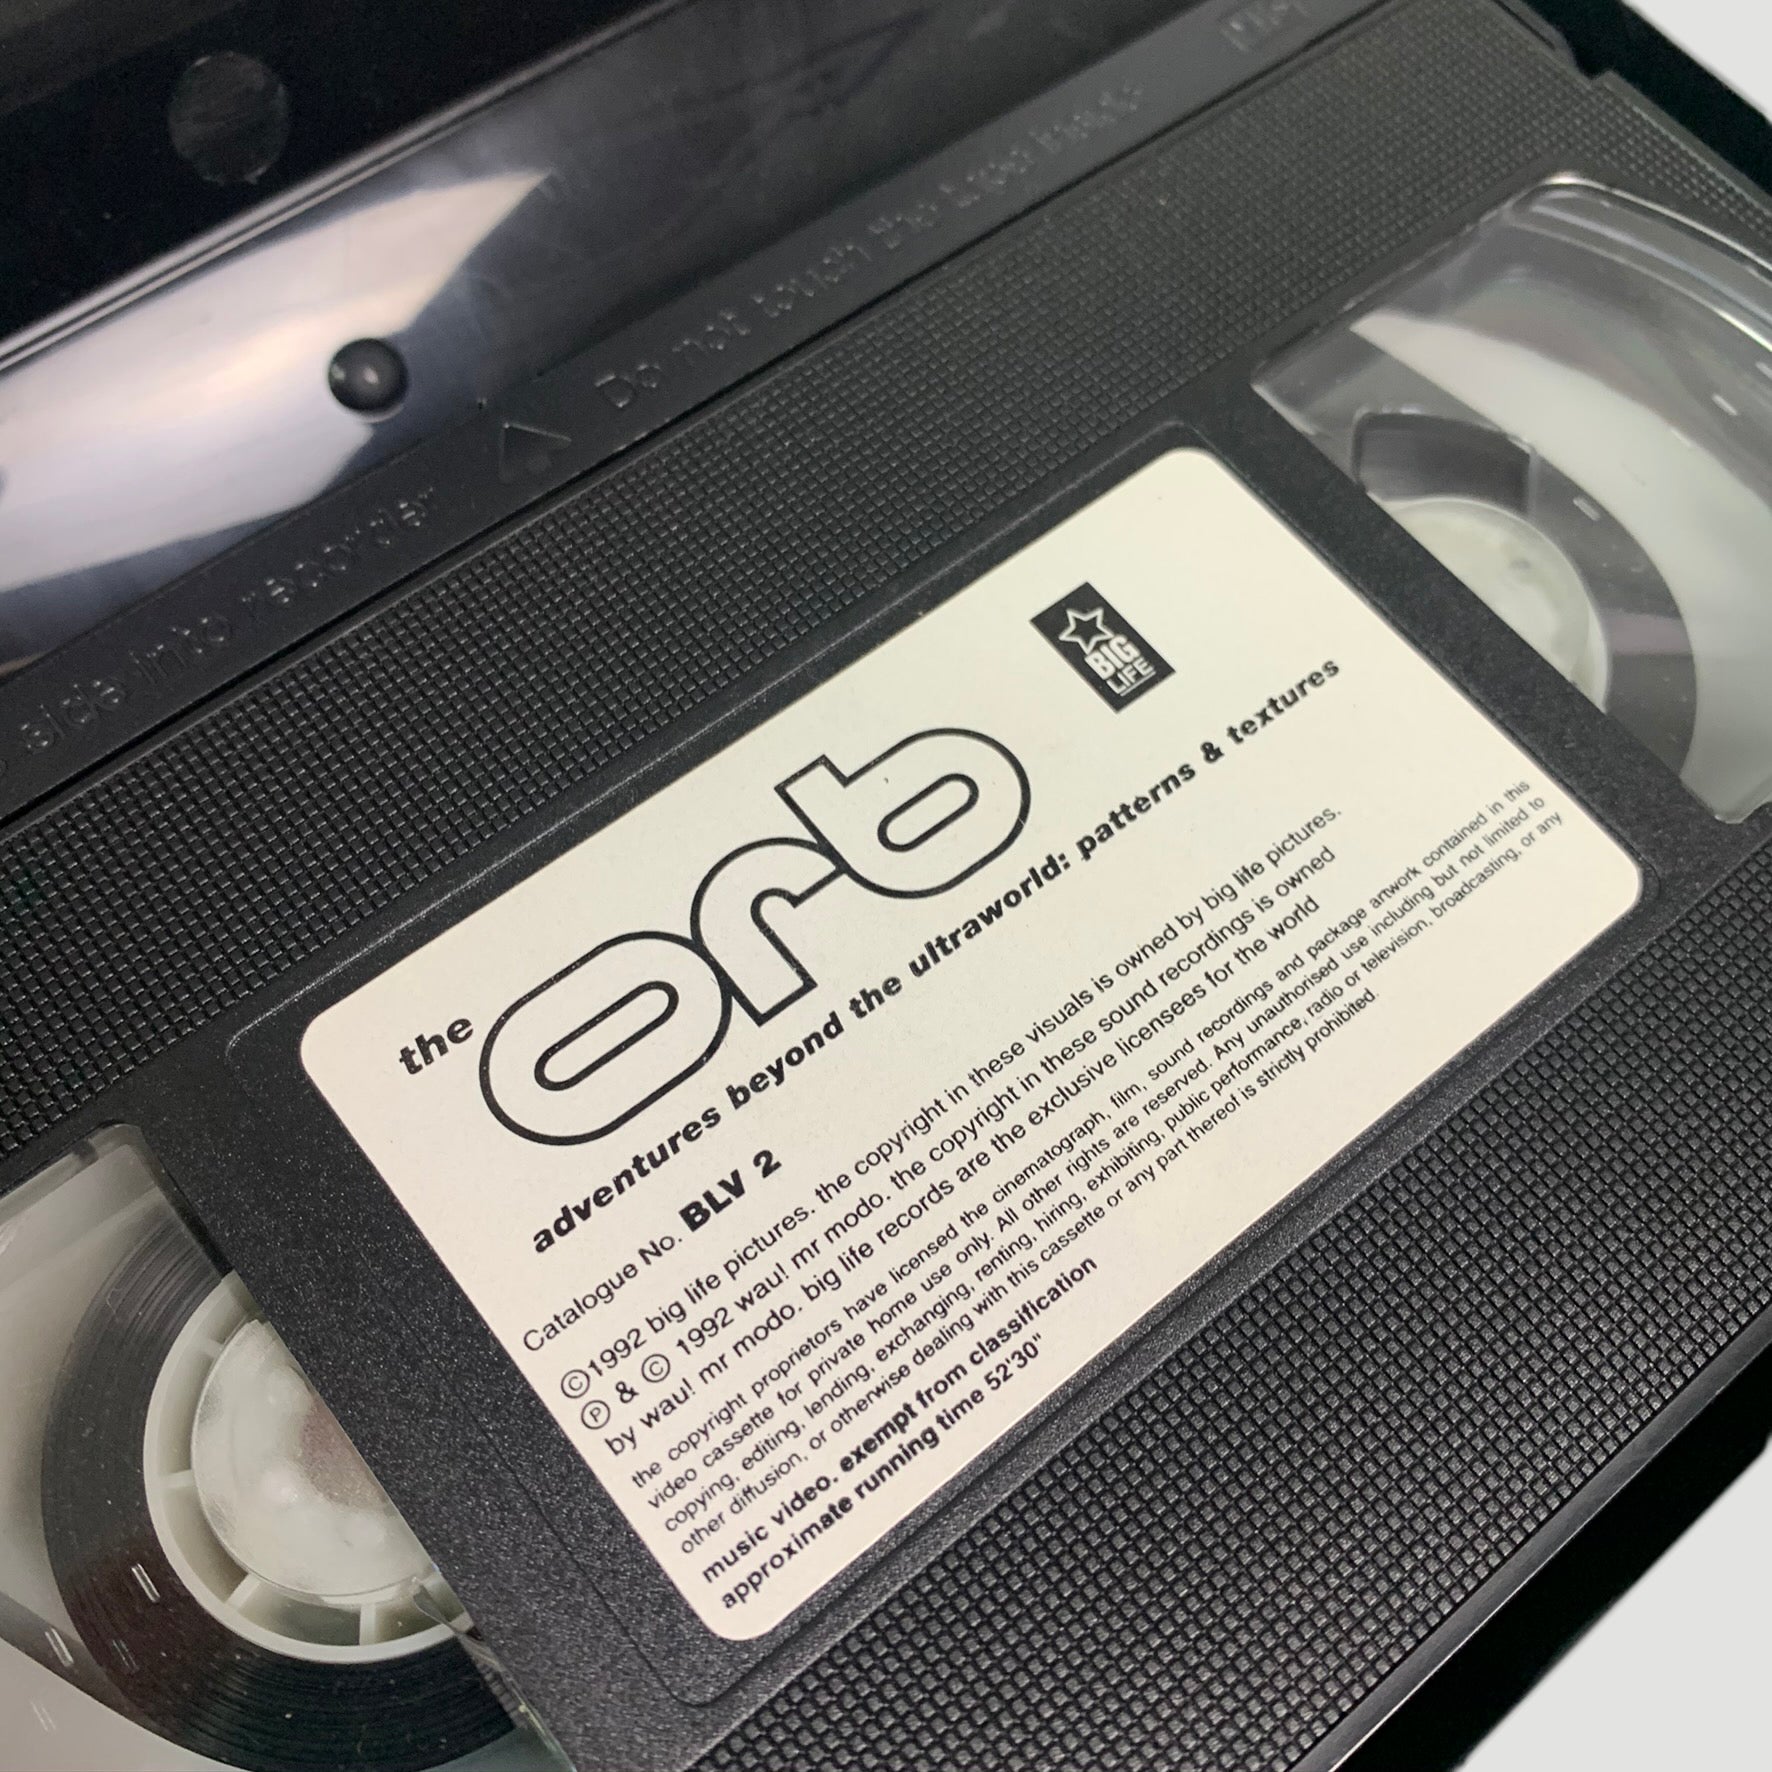 Do not touch the tape inside
side into recorder
BIG
LIFE
the orb
adventures beyond the ultraworld: patterns & textures
Catalogue No. BLV 2
©1992 big life pictures. the copyright in these visuals is owned by big life pictures.
℗ & © 1992 wau! mr modo. the copyright in these sound recordings is owned
by wau! mr modo. big life records are the exclusive licensees for the world
the copyright proprietors have licensed the cinematograph, film, sound recordings and package artwork contained in this
video cassette for private home use only. All other rights are reserved. Any unauthorised use including but not limited to
copying, editing, lending, exchanging, renting, hiring, exhibiting, public performance, radio or television, broadcasting, or any
other diffusion, or otherwise dealing with this cassette or any part thereof is strictly prohibited.
music video. exempt from classification
approximate running time 52'30"